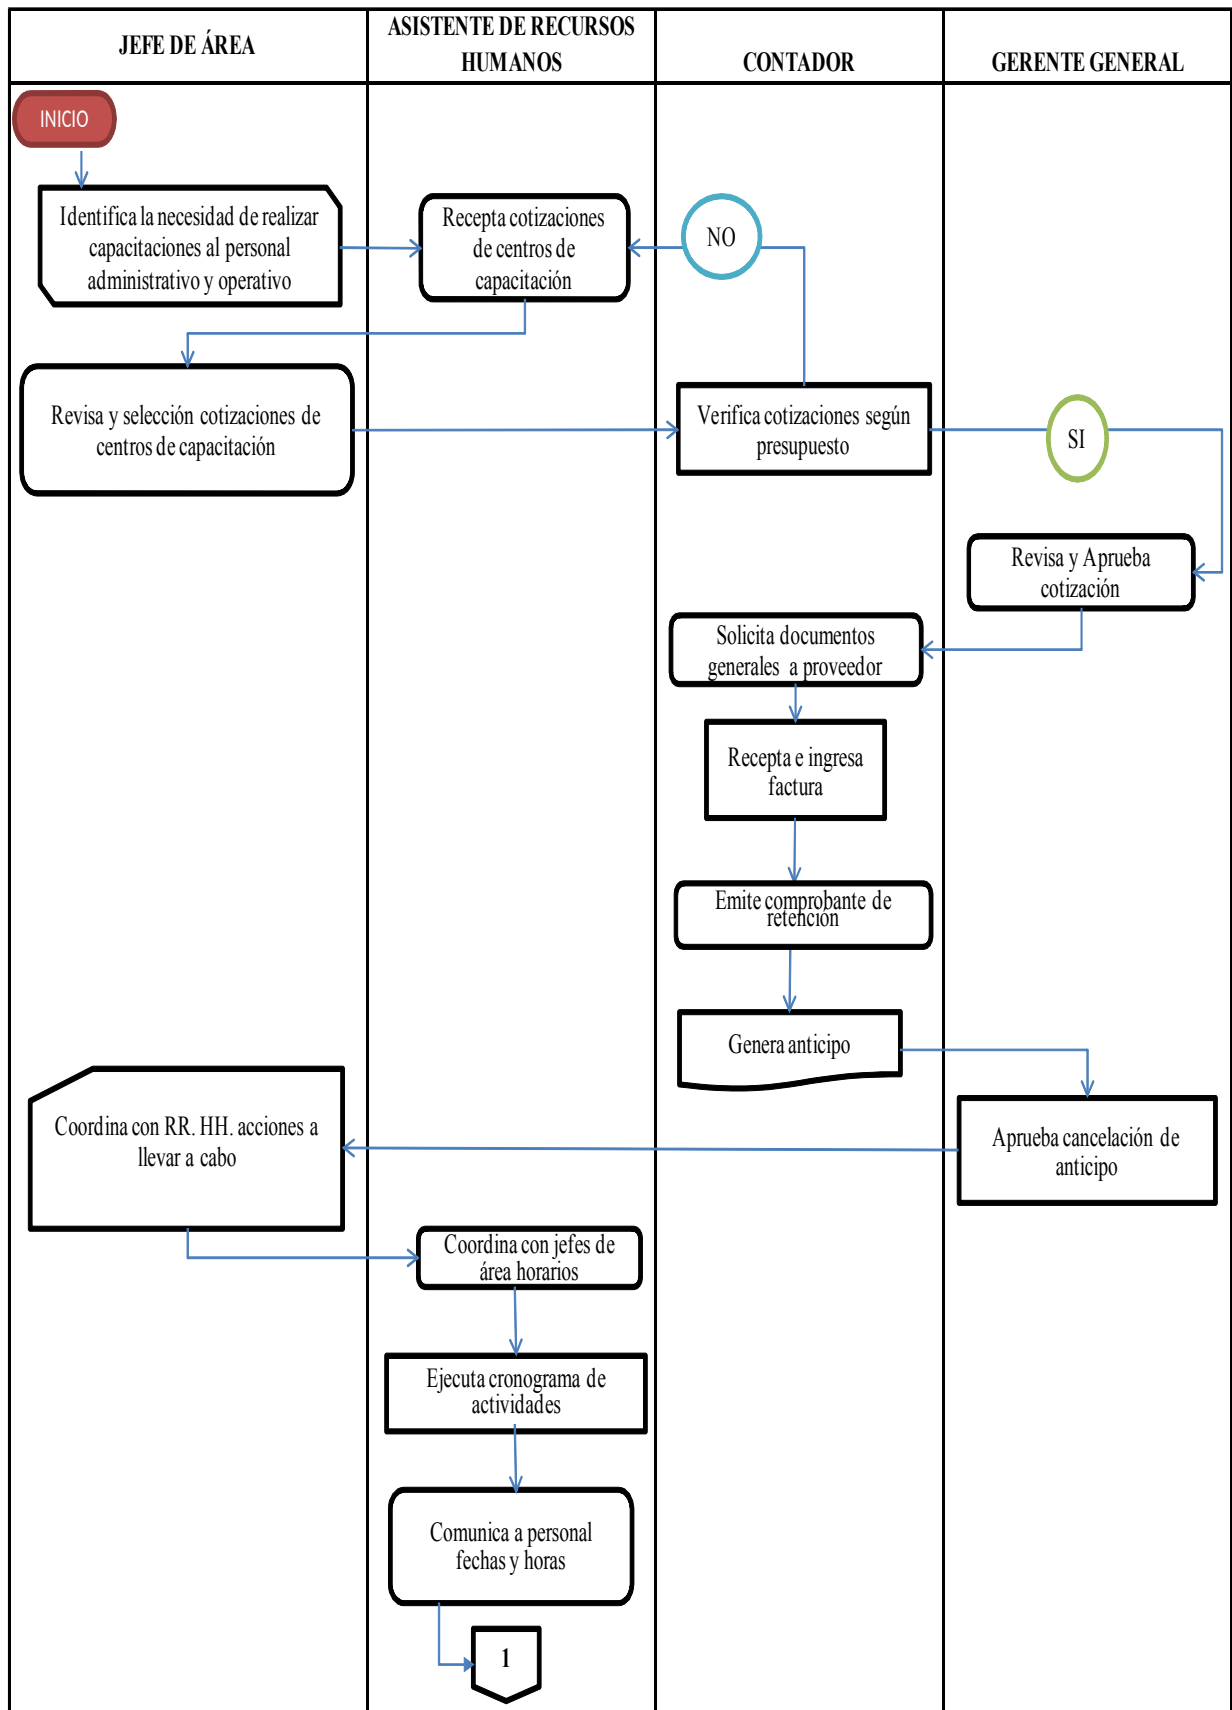 JEFE DE ÁREA
ASISTENTE DE RECURSOS
HUMANOS
CONTADOR
GERENTE GENERAL
INICIO
Identifica la necesidad de realizar
capacitaciones al personal
administrativo y operativo
Recepta cotizaciones
de centros de
capacitación
NO
Revisa y selección cotizaciones de
centros de capacitación
Verifica cotizaciones según
presupuesto
SI
Revisa y Aprueba
cotización
Solicita documentos
generales a proveedor
Recepta e ingresa
factura
Emite comprobante de
retención
Genera anticipo
Aprueba cancelación de
anticipo
Coordina con RR. HH. acciones a
llevar a cabo
Coordina con jefes de
área horarios
Ejecuta cronograma de
actividades
Comunica a personal
fechas y horas
1